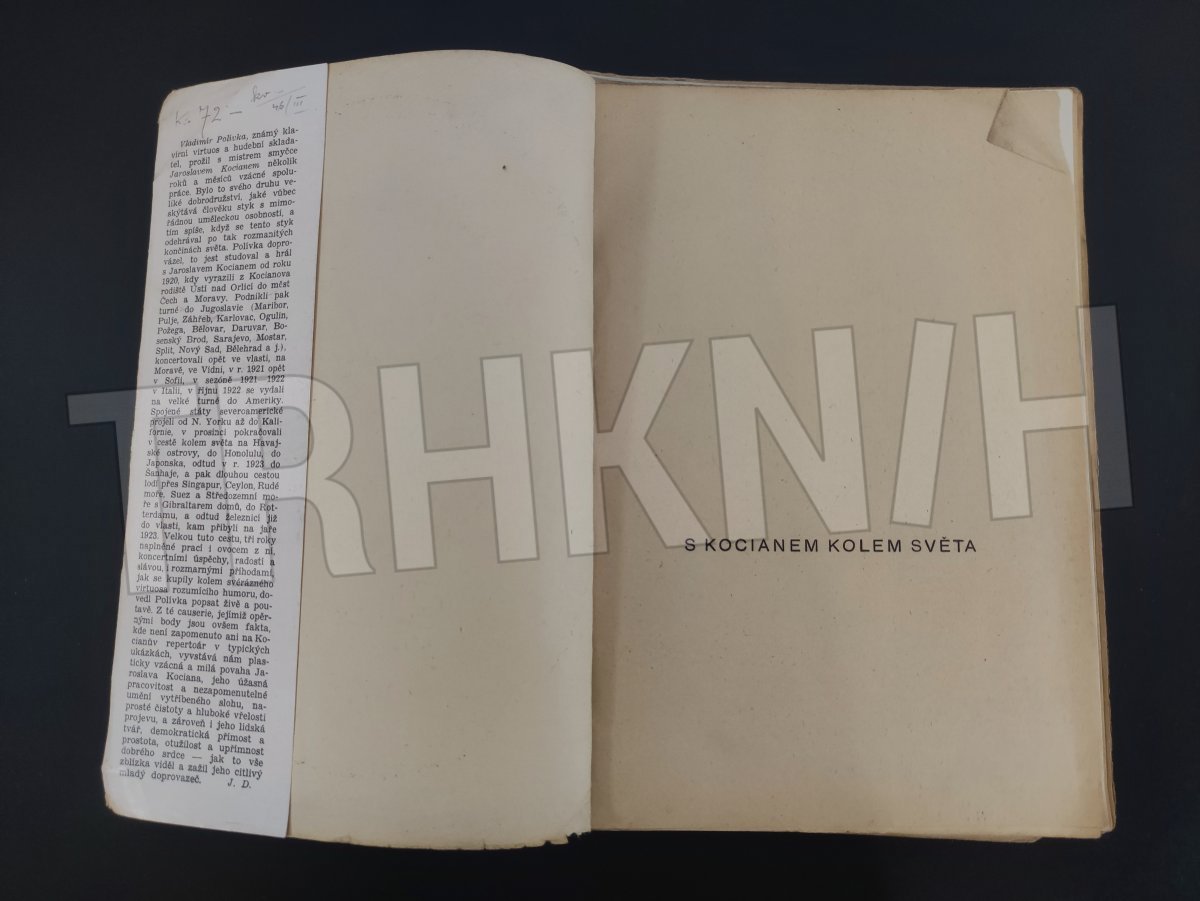 Kč. 72 —
46/III
Vladimír Polívka, známý kla-
vírní virtuos a hudební sklada-
tel, prožil s mistrem smyčce
Jaroslavem Kocianem několik
roků a měsíců vzácné spolu-
práce. Bylo to svého druhu ve-
liké dobrodružství, jaké vůbec
skýtává člověku styk s mimo-
řádnou uměleckou osobností, a
tím spíše, když se tento styk
odehrával po tak rozmanitých
končinách světa. Polívka dopro-
vázel, to jest studoval a hrál
s Jaroslavem Kocianem od roku
1920, kdy vyrazili z Kocianova
rodiště Ústí nad Orlicí do měst
Čech a Moravy. Podnikli pak
turné do Jugoslavie (Maribor,
Pulje, Záhřeb, Karlovac, Ogulin,
Požega, Bělovar, Daruvar, Bo-
senský Brod, Sarajevo, Mostar,
Split, Nový Sad, Bělehrad a j.),
koncertovali opět ve vlasti, na
Moravě, ve Vídni, v r. 1921 opět
v Sofii, v sezóně 1921–1922
v Italii, v říjnu 1922 se vydali
na velké turné do Ameriky.
Spojené státy severoamerické
projeli od N. Yorku až do Kali-
fornie, v prosinci pokračovali
v cestě kolem světa na Havaj-
ské ostrovy, do Honolulu, do
Japonska, odtud v r. 1923 do
Šanhaje, a pak dlouhou cestou
lodí přes Singapur, Ceylon, Rudé
moře, Suez a Středozemní mo-
ře s Gibraltarem domů, do Rot-
terdamu, a odtud železnicí již
do vlasti, kam přibyli na jaře
1923. Velkou tuto cestu, tři roky
naplněné prací i ovocem z ní,
koncertními úspěchy, radostí a
slávou, i rozmarnými příhodami,
jak se kupily kolem svérázného
virtuosa rozumícího humoru, do-
vedl Polívka popsat živě a pou-
tavě. Z té causerie, jejímiž opěr-
nými body jsou ovšem fakta,
kde není zapomenuto ani na Ko-
cianův repertoár v typických
ukázkách, vyvstává nám plas-
ticky vzácná a milá povaha Ja-
roslava Kociana, jeho úžasná
pracovitost a nezapomenutelné
umění vytříbeného slohu, na-
prosté čistoty a hluboké vřelosti
projevu, a zároveň i jeho lidská
tvář, demokratická přímost a
prostota, otužilost a upřímnost
dobrého srdce — jak to vše
zblízka viděl a zažil jeho citlivý
mladý doprovazeč. J. D.
S KOCIANEM KOLEM SVĚTA
TRHKNIH